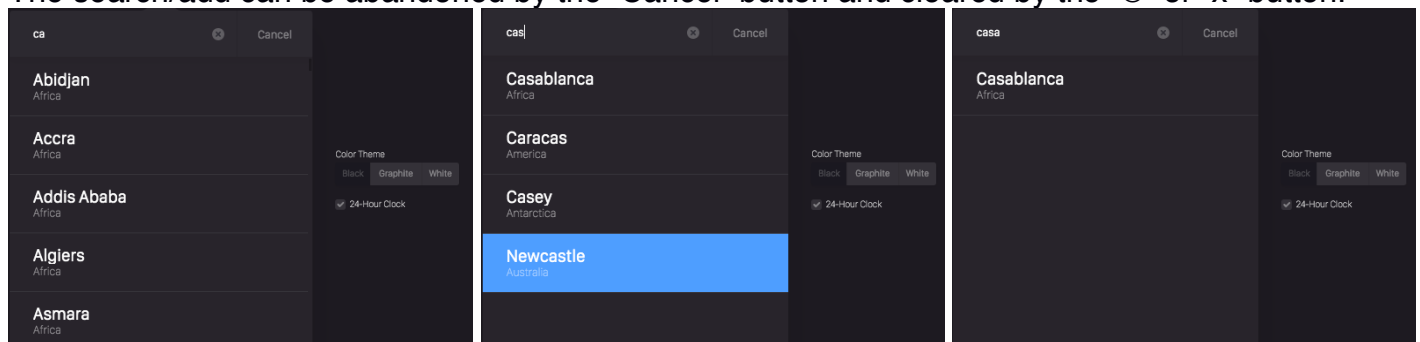 The search/add can be abandoned by the "Cancel" button and cleared by the "⊗" or "x" button.
ca
Cancel
Abidjan
Africa
Accra
Africa
Addis Ababa
Africa
Algiers
Africa
Asmara
Africa
Color Theme
Black Graphite White
24-Hour Clock
cas
Cancel
Casablanca
Africa
Caracas
America
Casey
Antarctica
Newcastle
Australia
Color Theme
Black Graphite White
24-Hour Clock
casa
Cancel
Casablanca
Africa
Color Theme
Black Graphite White
24-Hour Clock